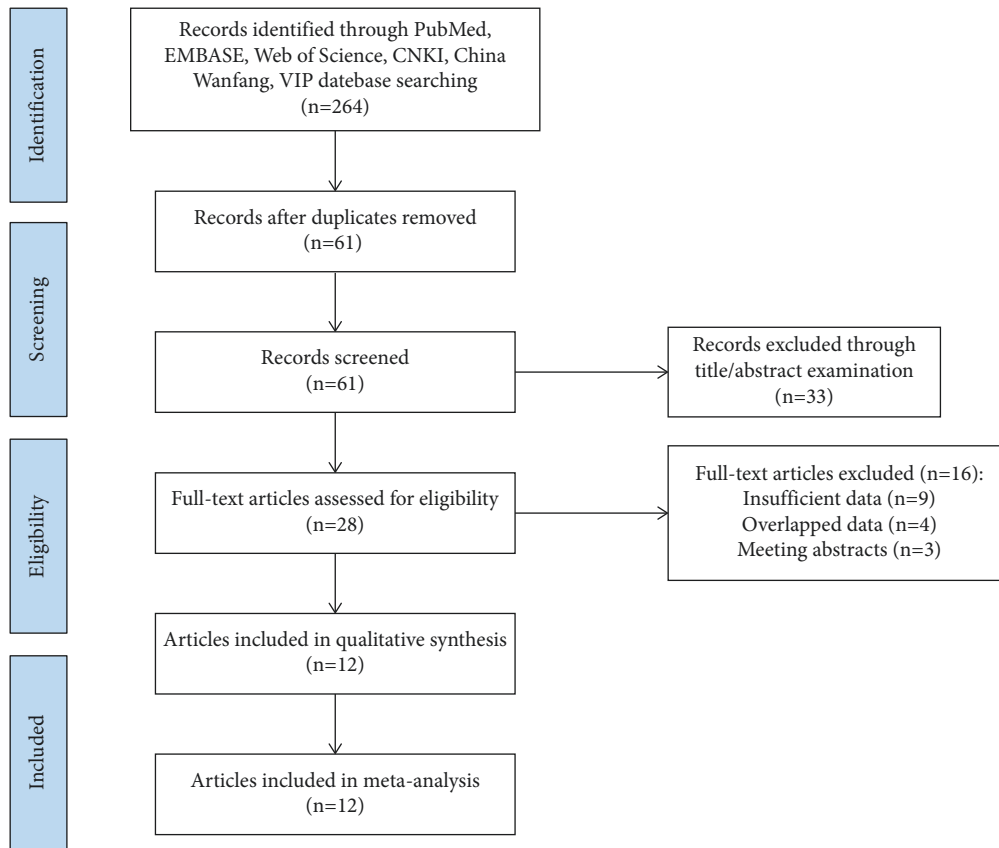 Identification
Records identified through PubMed,
EMBASE, Web of Science, CNKI, China
Wanfang, VIP datebase searching
(n=264)
Records after duplicates removed
(n=61)
Screening
Records screened
(n=61)
Records excluded through
title/abstract examination
(n=33)
Eligibility
Full-text articles assessed for eligibility
(n=28)
Full-text articles excluded (n=16):
Insufficient data (n=9)
Overlapped data (n=4)
Meeting abstracts (n=3)
Articles included in qualitative synthesis
(n=12)
Included
Articles included in meta-analysis
(n=12)